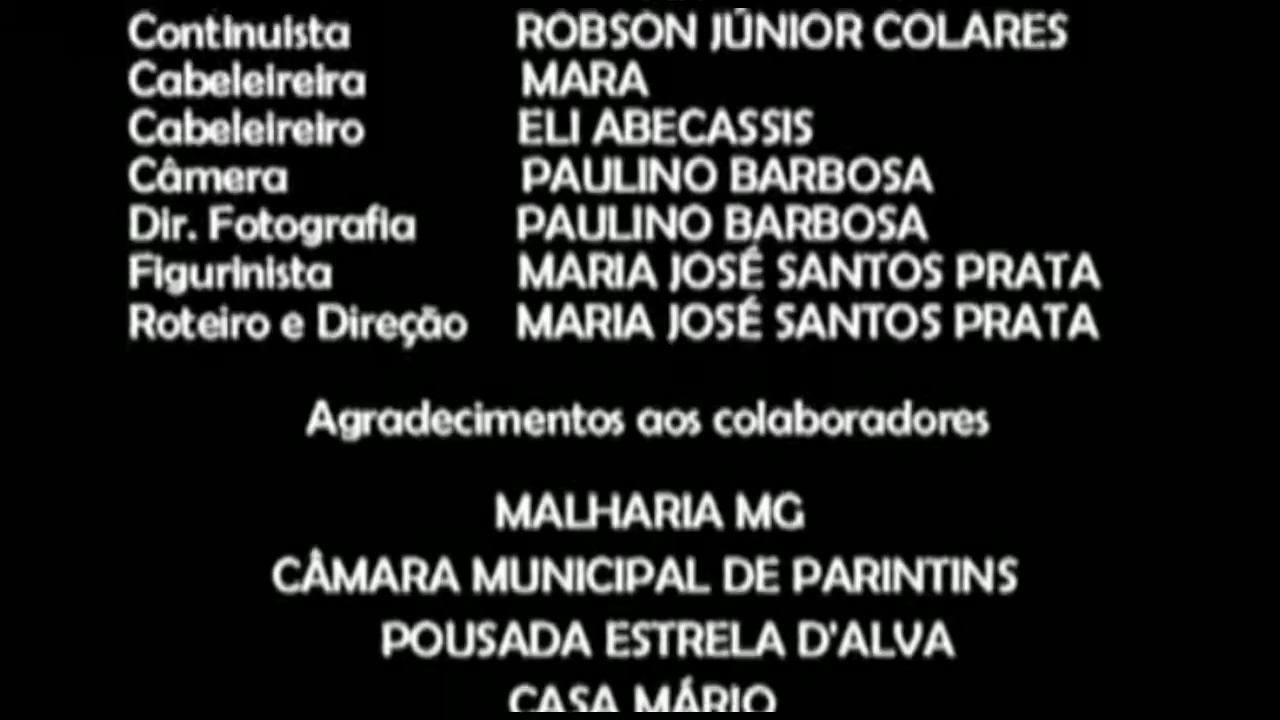 Continuista ROBSON JÚNIOR COLARES
Cabeleireira MARA
Cabeleireiro ELI ABECASSIS
Câmera PAULINO BARBOSA
Dir. Fotografia PAULINO BARBOSA
Figurinista MARIA JOSÉ SANTOS PRATA
Roteiro e Direção MARIA JOSÉ SANTOS PRATA
Agradecimentos aos colaboradores
MALHARIA MG
CÂMARA MUNICIPAL DE PARINTINS
POUSADA ESTRELA D'ALVA
CASA MÁRIO